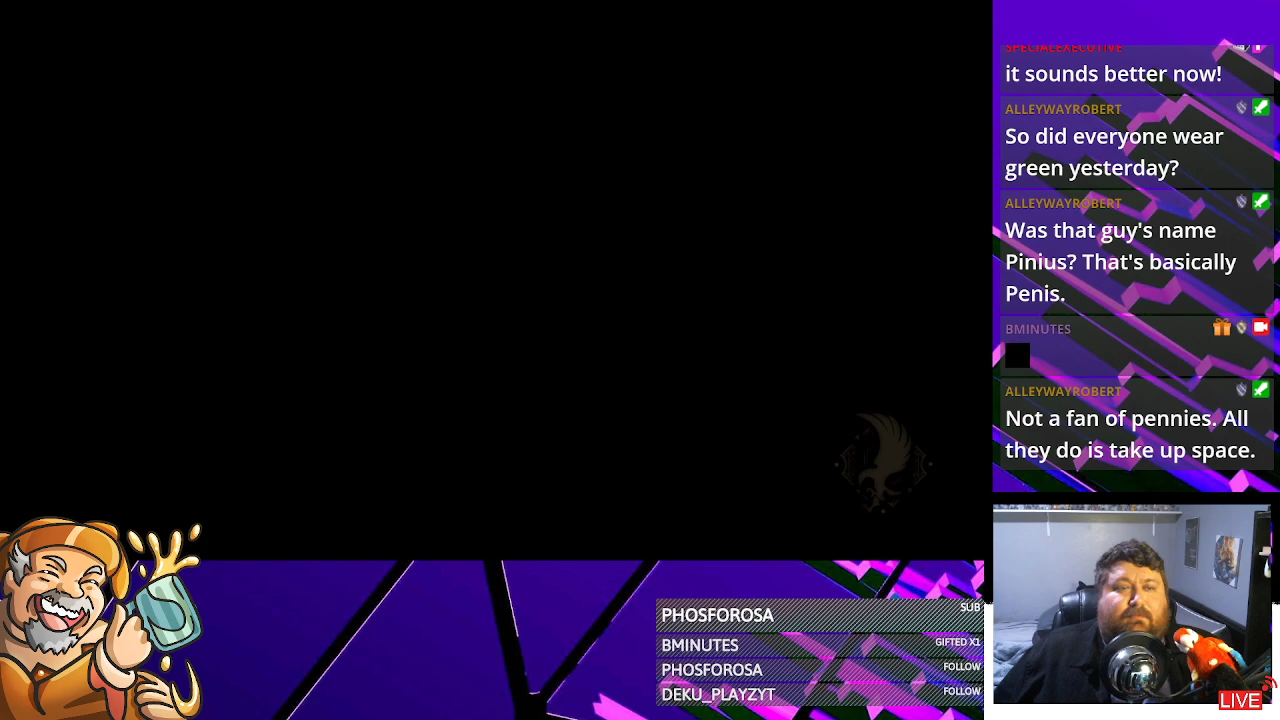 SPECIALEXECUTIVE
it sounds better now!
ALLEYWAYROBERT
So did everyone wear
green yesterday?
ALLEYWAYROBERT
Was that guy's name
Pinius? That's basically
Penis.
BMINUTES
ALLEYWAYROBERT
Not a fan of pennies. All
they do is take up space.
PHOSFOROSA SUB
BMINUTES GIFTED X1
PHOSFOROSA FOLLOW
DEKU_PLAYZYT FOLLOW
LIVE